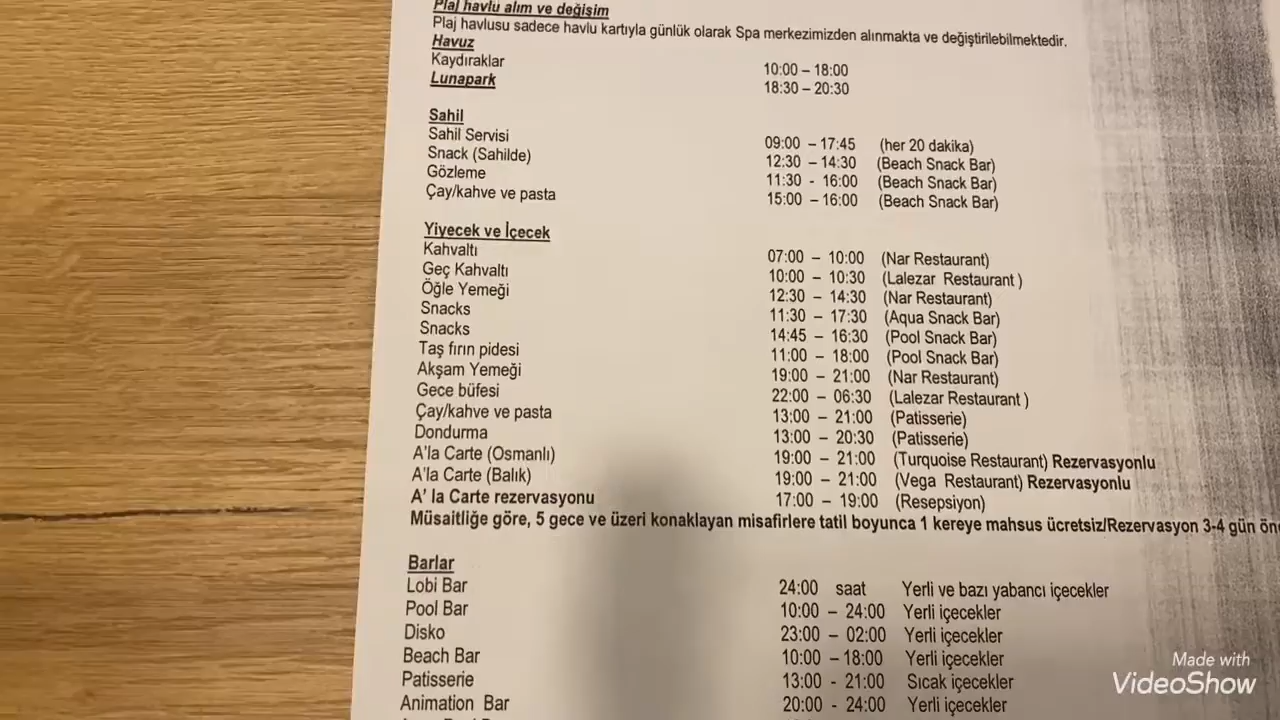 Plaj havlu alım ve değişim
Plaj havlusu sadece havlu kartıyla günlük olarak Spa merkezimizden alınmakta ve değiştirilebilmektedir.
Havuz
Kaydıraklar 10:00 – 18:00
Lunapark 18:30 – 20:30
Sahil
Sahil Servisi 09:00 – 17:45 (her 20 dakika)
Snack (Sahilde) 12:30 – 14:30 (Beach Snack Bar)
Gözleme 11:30 - 16:00 (Beach Snack Bar)
Çay/kahve ve pasta 15:00 – 16:00 (Beach Snack Bar)
Yiyecek ve İçecek
Kahvaltı 07:00 – 10:00 (Nar Restaurant)
Geç Kahvaltı 10:00 – 10:30 (Lalezar Restaurant )
Öğle Yemeği 12:30 – 14:30 (Nar Restaurant)
Snacks 11:30 – 17:30 (Aqua Snack Bar)
Snacks 14:45 – 16:30 (Pool Snack Bar)
Taş fırın pidesi 11:00 – 18:00 (Pool Snack Bar)
Akşam Yemeği 19:00 – 21:00 (Nar Restaurant)
Gece büfesi 22:00 – 06:30 (Lalezar Restaurant )
Çay/kahve ve pasta 13:00 – 21:00 (Patisserie)
Dondurma 13:00 – 20:30 (Patisserie)
A'la Carte (Osmanlı) 19:00 – 21:00 (Turquoise Restaurant) Rezervasyonlu
A'la Carte (Balık) 19:00 – 21:00 (Vega Restaurant) Rezervasyonlu
A' la Carte rezervasyonu 17:00 – 19:00 (Resepsiyon)
Müsaitliğe göre, 5 gece ve üzeri konaklayan misafirlere tatil boyunca 1 kereye mahsus ücretsiz/Rezervasyon 3-4 gün ön
Barlar
Lobi Bar 24:00 saat Yerli ve bazı yabancı içecekler
Pool Bar 10:00 – 24:00 Yerli içecekler
Disko 23:00 – 02:00 Yerli içecekler
Beach Bar 10:00 – 18:00 Yerli içecekler
Patisserie 13:00 - 21:00 Sıcak içecekler
Animation Bar 20:00 - 24:00 Yerli içecekler
Made with
VideoShow